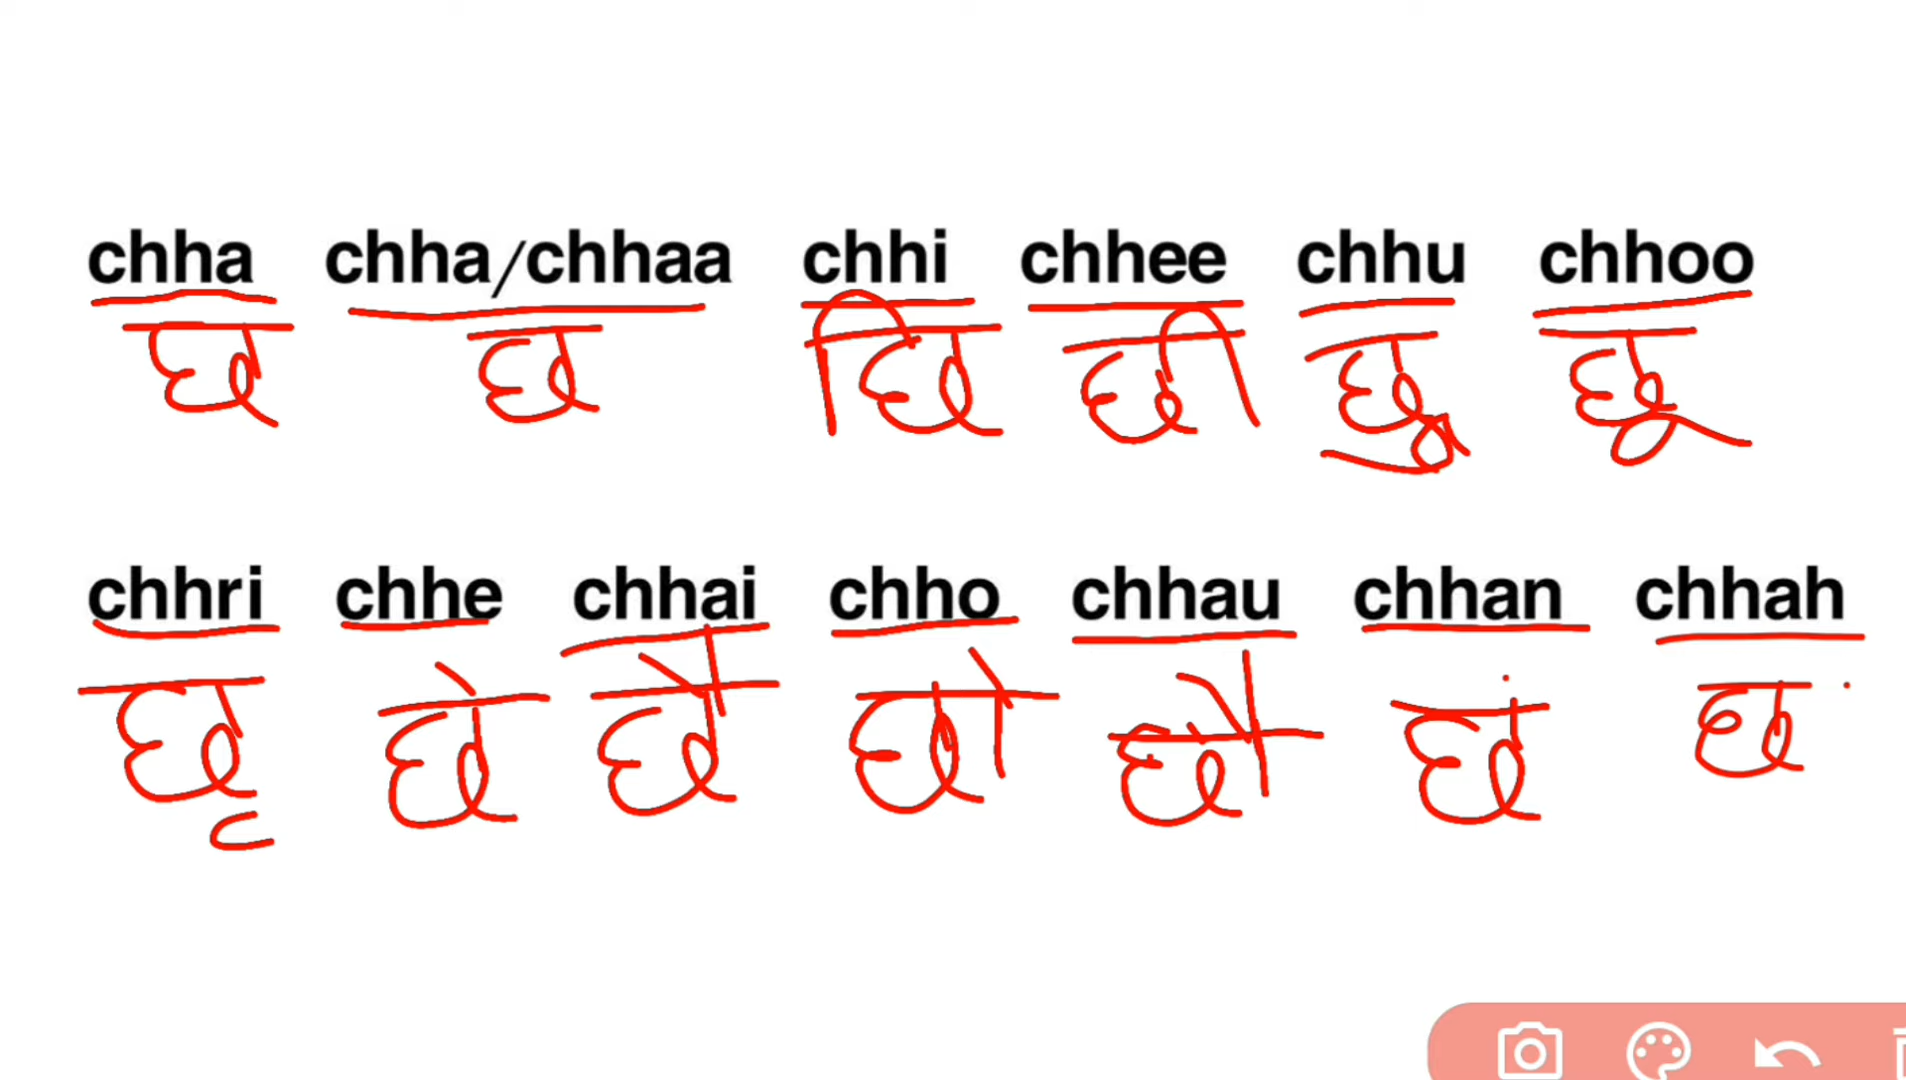 chha chha/chhaa chhi chhee chhu chhoo
छ छ छि छी छु छू
chhri chhe chhai chho chhau chhan chhah
छृ छे छै छो छौ छं छ